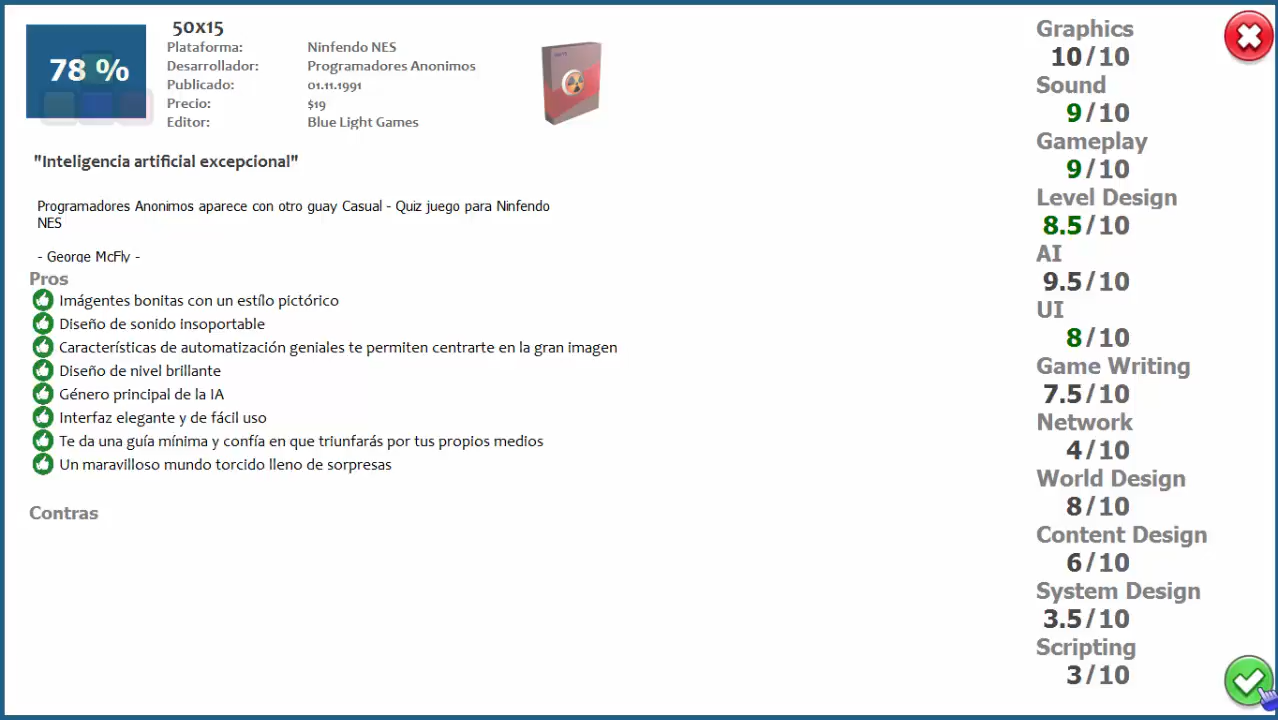 78 %
50x15
Plataforma: Ninfendo NES
Desarrollador: Programadores Anonimos
Publicado: 01.11.1991
Precio: $19
Editor: Blue Light Games
"Inteligencia artificial excepcional"
Programadores Anonimos aparece con otro guay Casual - Quiz juego para Ninfendo
NES
- George McFly -
Pros
Imágentes bonitas con un estílo pictórico
Diseño de sonido insoportable
Características de automatización geniales te permiten centrarte en la gran imagen
Diseño de nivel brillante
Género principal de la IA
Interfaz elegante y de fácil uso
Te da una guía mínima y confía en que triunfarás por tus propios medios
Un maravilloso mundo torcido lleno de sorpresas
Contras
Graphics
10/10
Sound
9/10
Gameplay
9/10
Level Design
8.5/10
AI
9.5/10
UI
8/10
Game Writing
7.5/10
Network
4/10
World Design
8/10
Content Design
6/10
System Design
3.5/10
Scripting
3/10